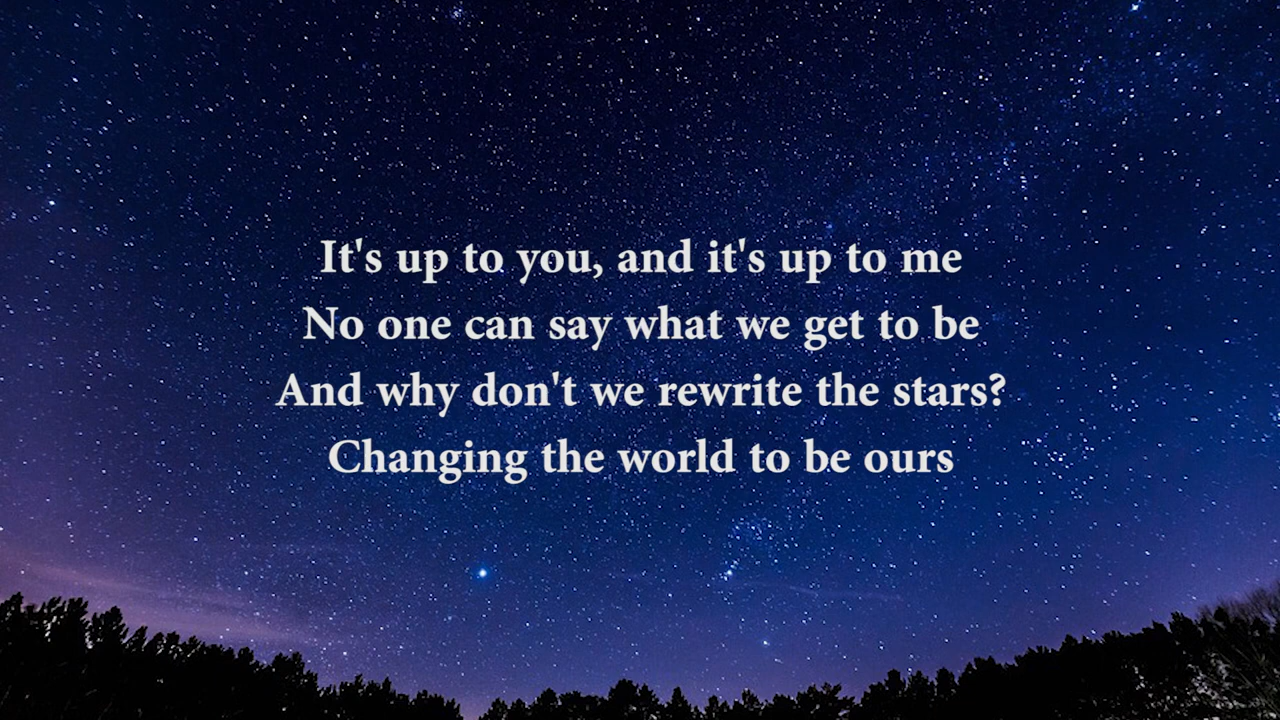 It's up to you, and it's up to me
No one can say what we get to be
And why don't we rewrite the stars?
Changing the world to be ours